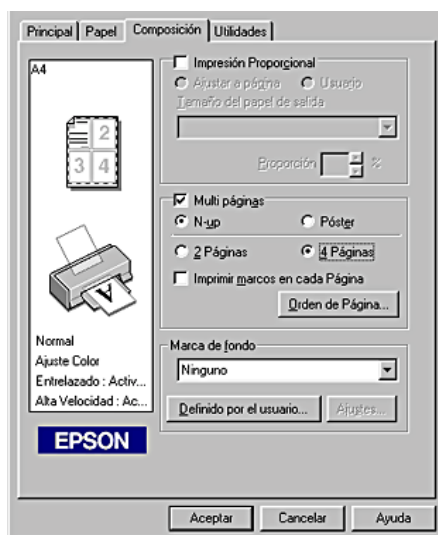 Principal Papel Composición Utilidades
A4
2
3 4
A
Normal
Ajuste Color
Entrelazado : Activ...
Alta Velocidad : Ac...
EPSON
Impresión Proporcional
Ajustar a página Usuario
Tamaño del papel de salida
Proporción %
Multi páginas
N-up Póster
2 Páginas 4 Páginas
Imprimir marcos en cada Página
Orden de Página...
Marca de fondo
Ninguno
Definido por el usuario... Ajustes...
Aceptar Cancelar Ayuda